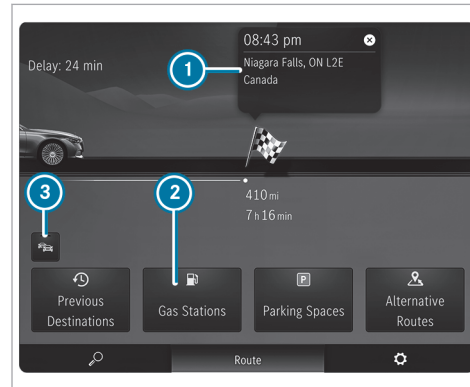 08:43 pm
Delay: 24 min
Niagara Falls, ON L2E
Canada
1
2
3
410 mi
7 h 16 min
Previous
Destinations
Gas Stations
P
Parking Spaces
Alternative
Routes
Route